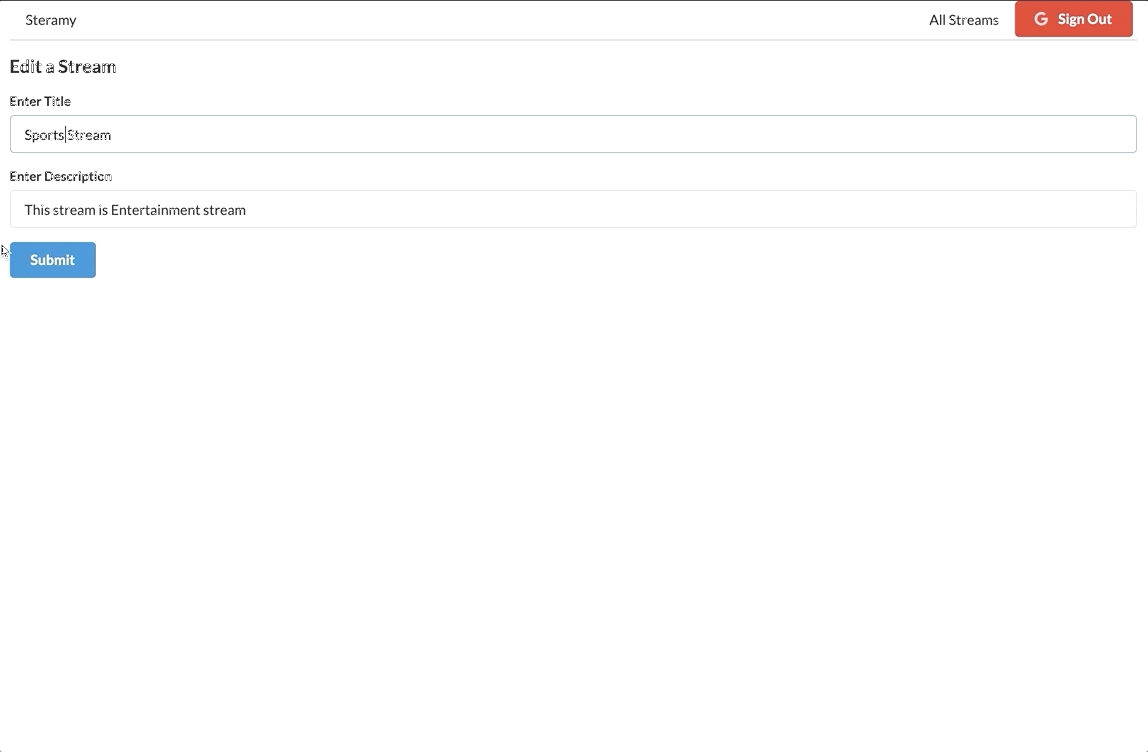 Steramy All Streams Sign Out
Edit a Stream
Enter Title
Sports Stream
Enter Description
This stream is Entertainment stream
Submit